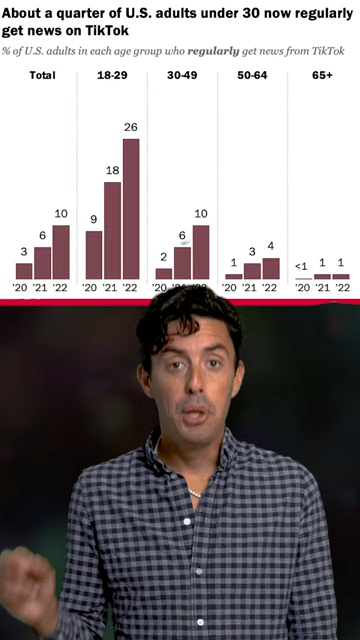 About a quarter of U.S. adults under 30 now regularly
get news on TikTok
% of U.S. adults in each age group who regularly get news from TikTok
Total 18-29 30-49 50-64 65+
3 6 10 9 18 26 2 6 10 1 3 4 <1 1 1
'20 '21 '22 '20 '21 '22 '20 '21 '22 '20 '21 '22 '20 '21 '22